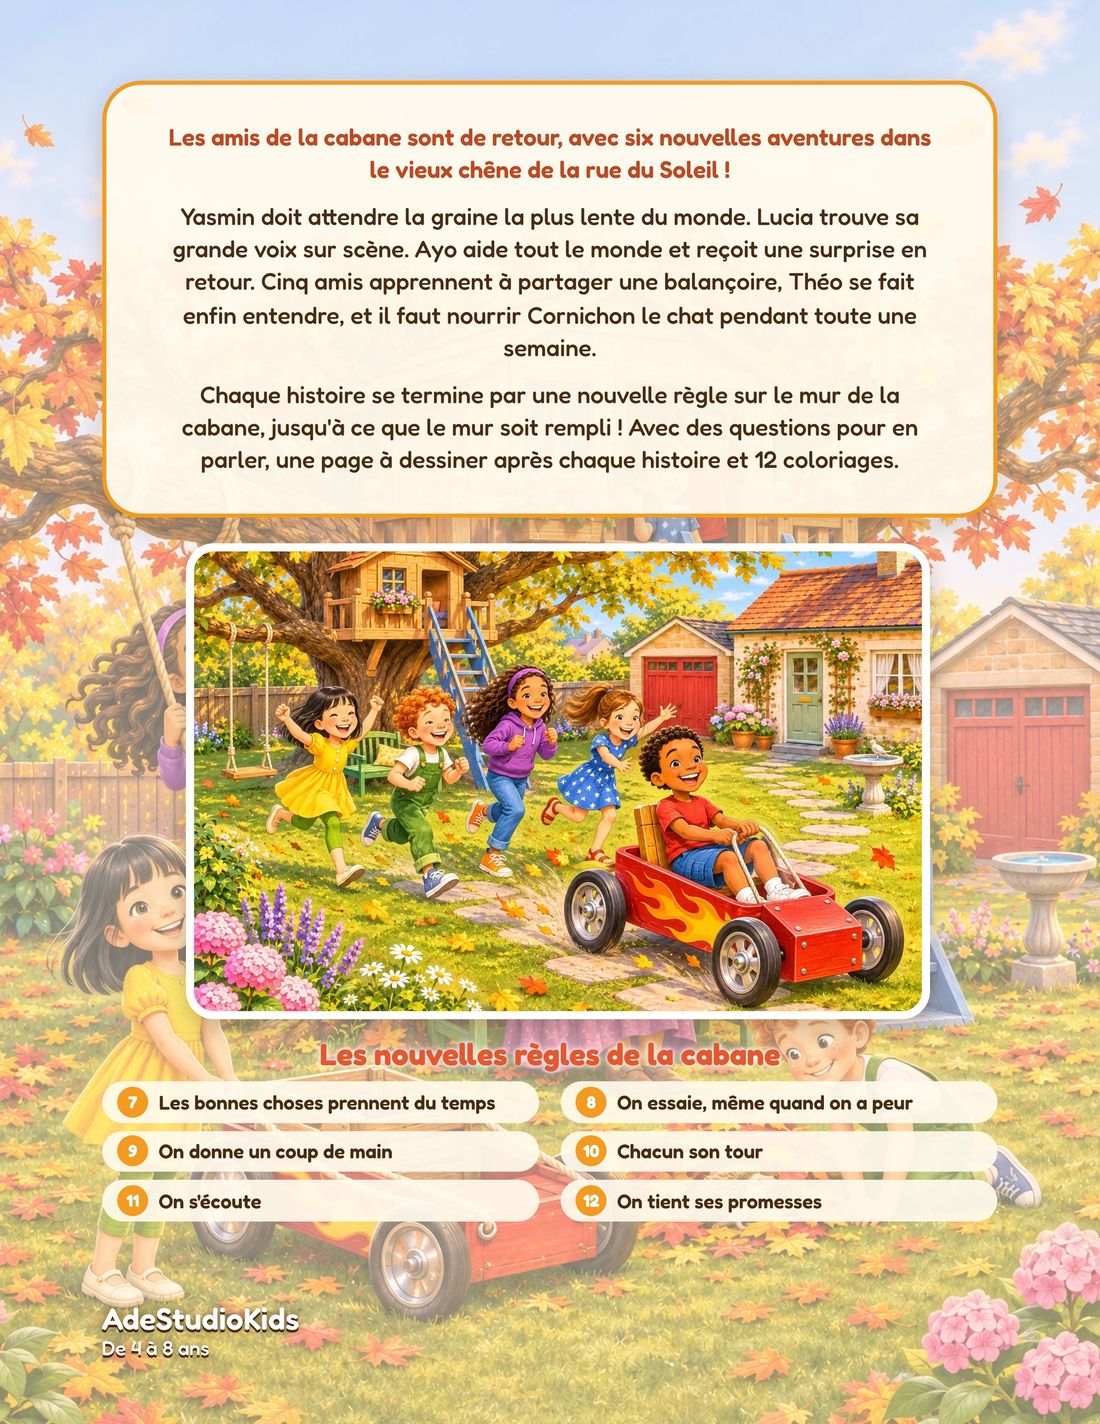 Les amis de la cabane sont de retour, avec six nouvelles aventures dans
le vieux chêne de la rue du Soleil !
Yasmin doit attendre la graine la plus lente du monde. Lucia trouve sa
grande voix sur scène. Ayo aide tout le monde et reçoit une surprise en
retour. Cinq amis apprennent à partager une balançoire, Théo se fait
enfin entendre, et il faut nourrir Cornichon le chat pendant toute une
semaine.
Chaque histoire se termine par une nouvelle règle sur le mur de la
cabane, jusqu'à ce que le mur soit rempli ! Avec des questions pour en
parler, une page à dessiner après chaque histoire et 12 coloriages.
Les nouvelles règles de la cabane
7 Les bonnes choses prennent du temps
8 On essaie, même quand on a peur
9 On donne un coup de main
10 Chacun son tour
11 On s'écoute
12 On tient ses promesses
AdeStudioKids
De 4 à 8 ans